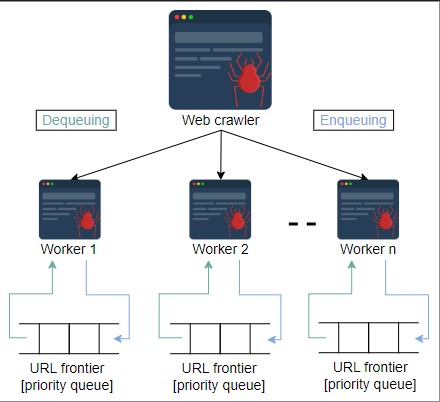 Web crawler
Dequeuing
Enqueuing
Worker 1
Worker 2
Worker n
URL frontier
[priority queue]
URL frontier
[priority queue]
URL frontier
[priority queue]